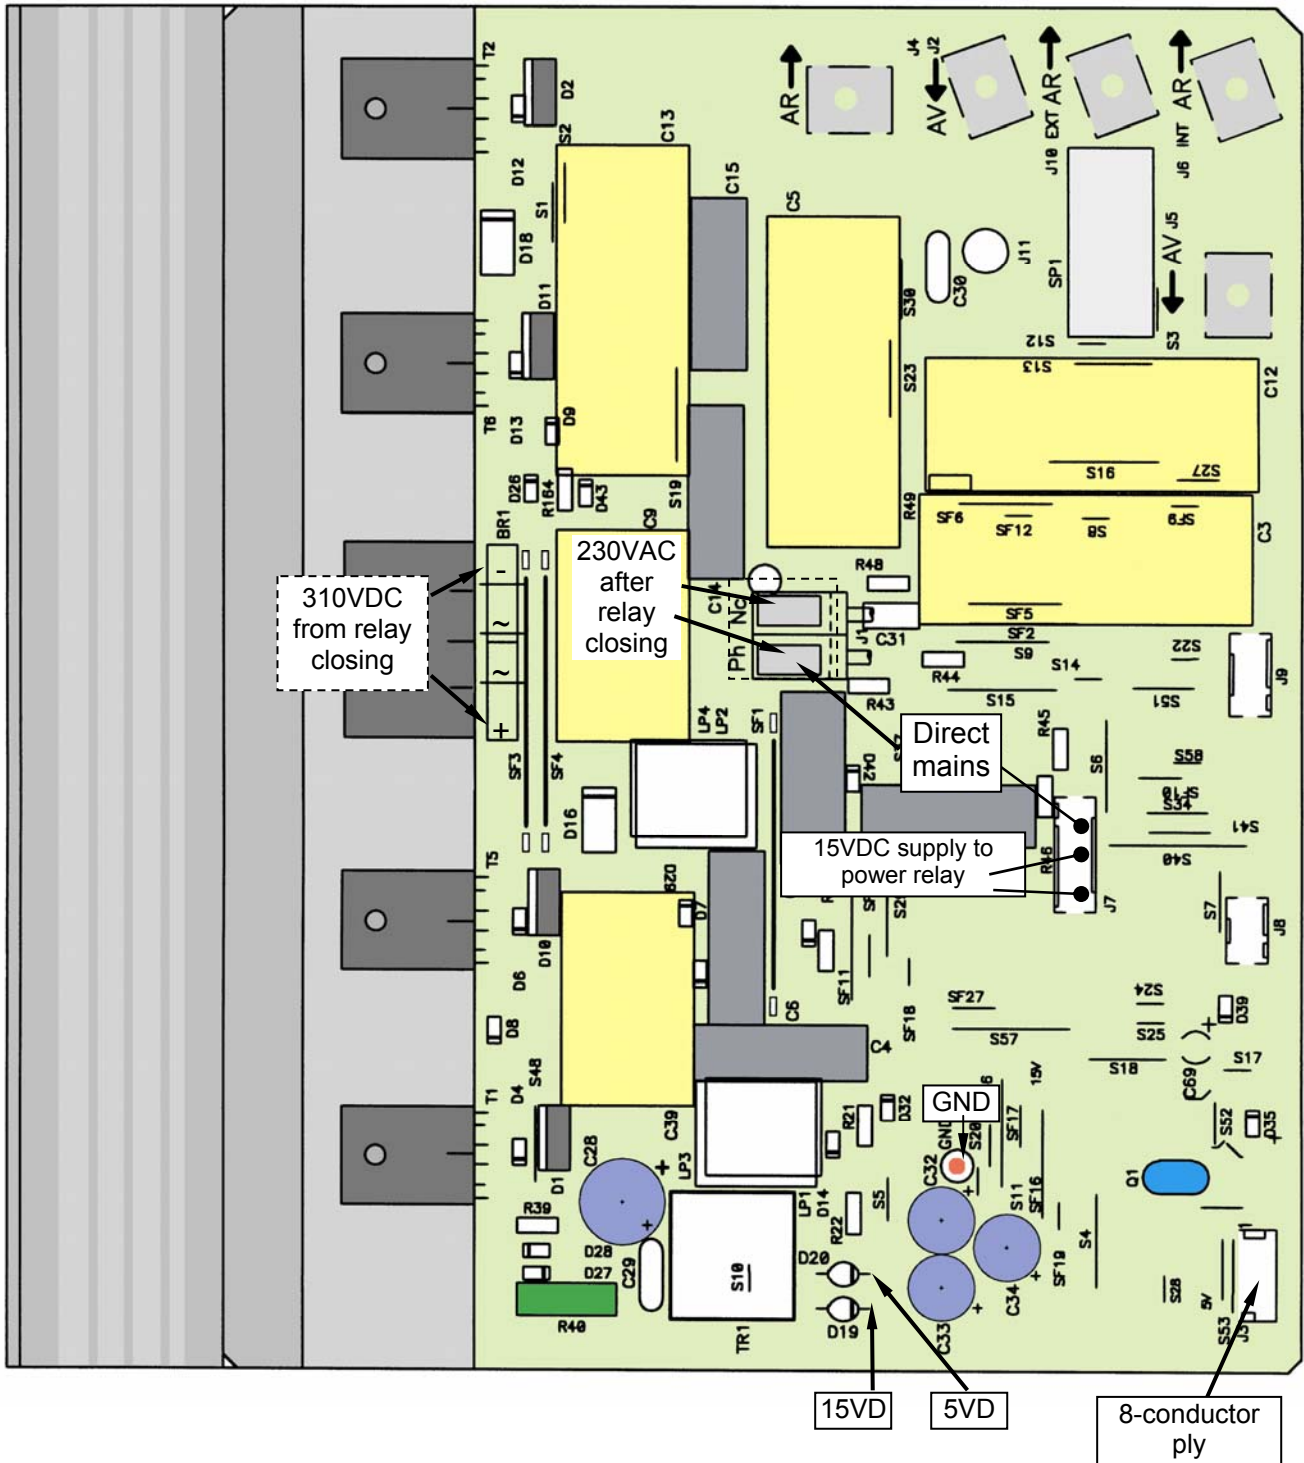 T2
D2
S2
C13
D12
S1
D18
C15
D11
T6
D13
D9
D26
R164
D43
S19
BR1
C9
C5
S30
S23
R49
C30
J11
AR
J4
J2
AV
EXT AR
J10
INT AR
J6
SP1
AV J5
S3
S12
S13
C12
S16
S27
SF6
SF12
S8
SF9
C3
SF5
SF2
S9
S14
S22
J9
S15
S51
R48
C31
J1
R44
R43
C14
Nc
Ph
230VAC
after
relay
closing
310VDC
from relay
closing
-
~
~
+
SF3
SF4
LP4
LP2
SF1
D42
Direct
mains
R45
S6
S58
SF10
S34
S41
S40
R46
15VDC supply to
power relay
J7
S7
J8
D16
T5
D29
D7
D10
D6
D8
SF11
SF18
C6
C4
SF27
S57
S24
S25
D39
S18
C69
S17
S52
D35
T1
D4
S48
D1
C28
C39
LP3
R21
D32
GND
GND
S20
SF17
15V
C32
S11
SF16
Q1
R39
D28
D27
R40
C29
S10
TR1
LP1
D14
R22
S5
D20
D19
C33
C34
SF19
S4
S28
5V
S53
J3
15VD
5VD
8-conductor
ply